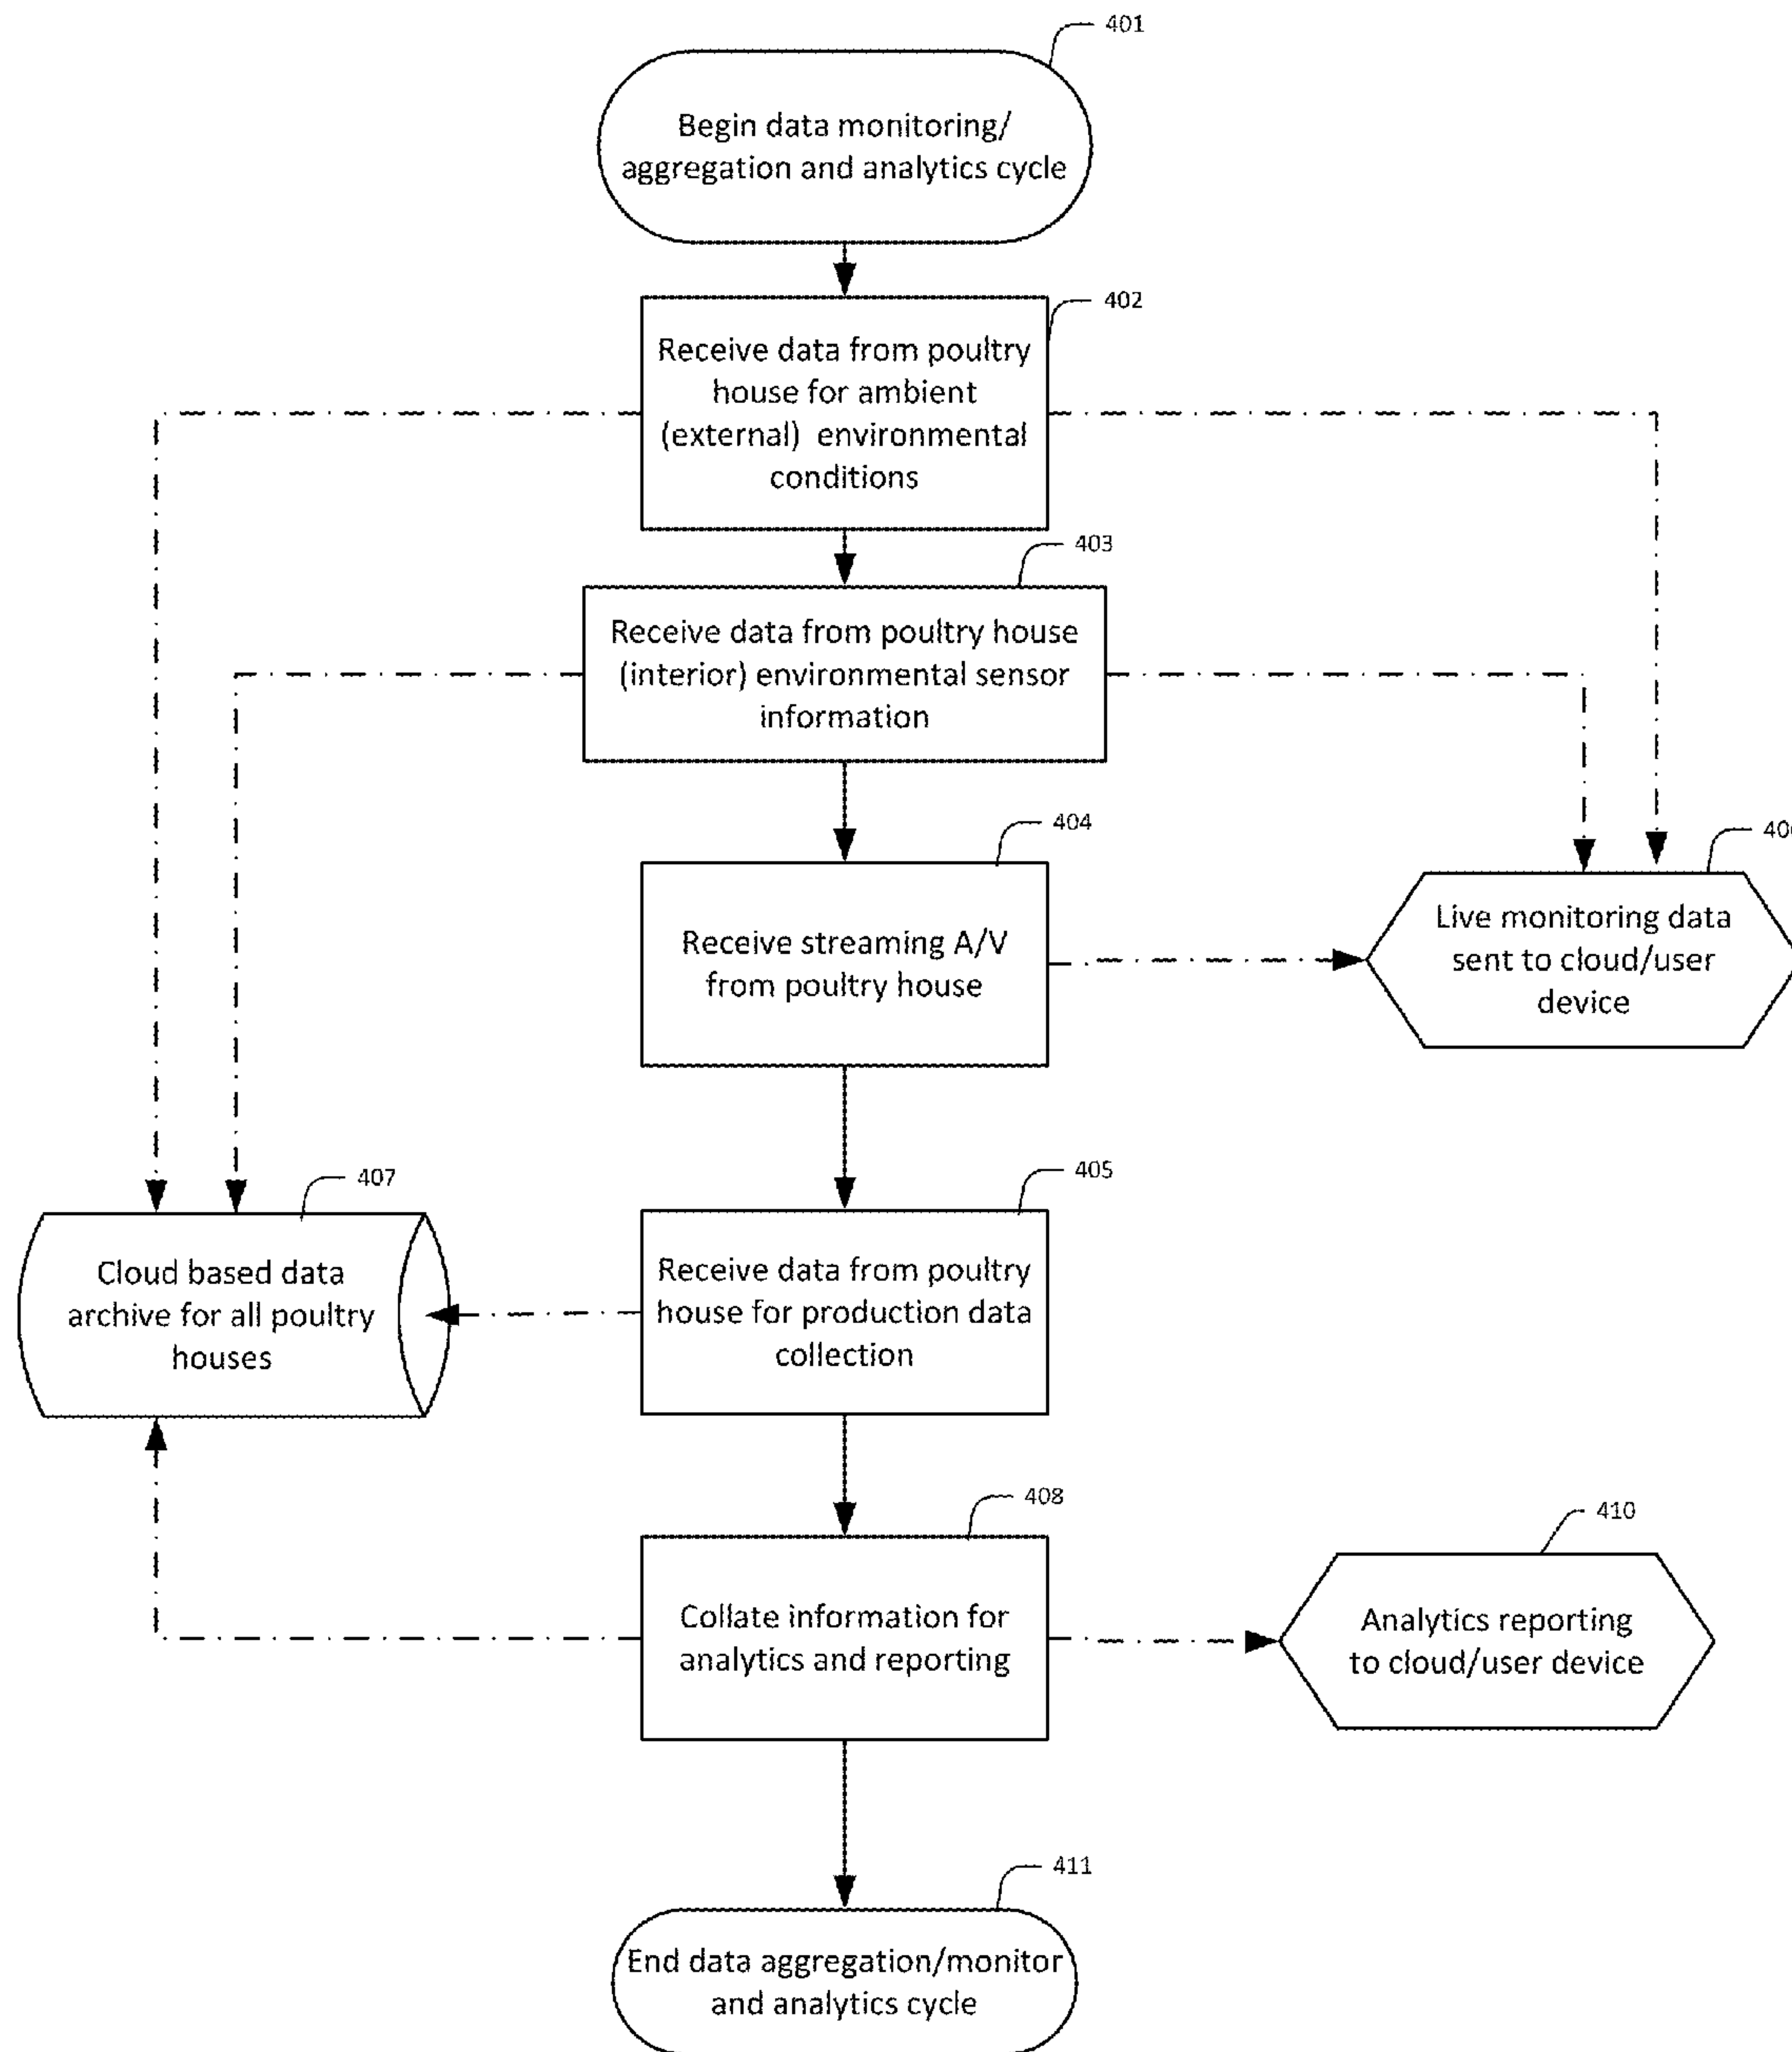 401
Begin data monitoring/
aggregation and analytics cycle
402
Receive data from poultry
house for ambient
(external) environmental
conditions
403
Receive data from poultry house
(interior) environmental sensor
information
404
Receive streaming A/V
from poultry house
Live monitoring data
sent to cloud/user
device
407
Cloud based data
archive for all poultry
houses
405
Receive data from poultry
house for production data
collection
408
Collate information for
analytics and reporting
410
Analytics reporting
to cloud/user device
411
End data aggregation/monitor
and analytics cycle